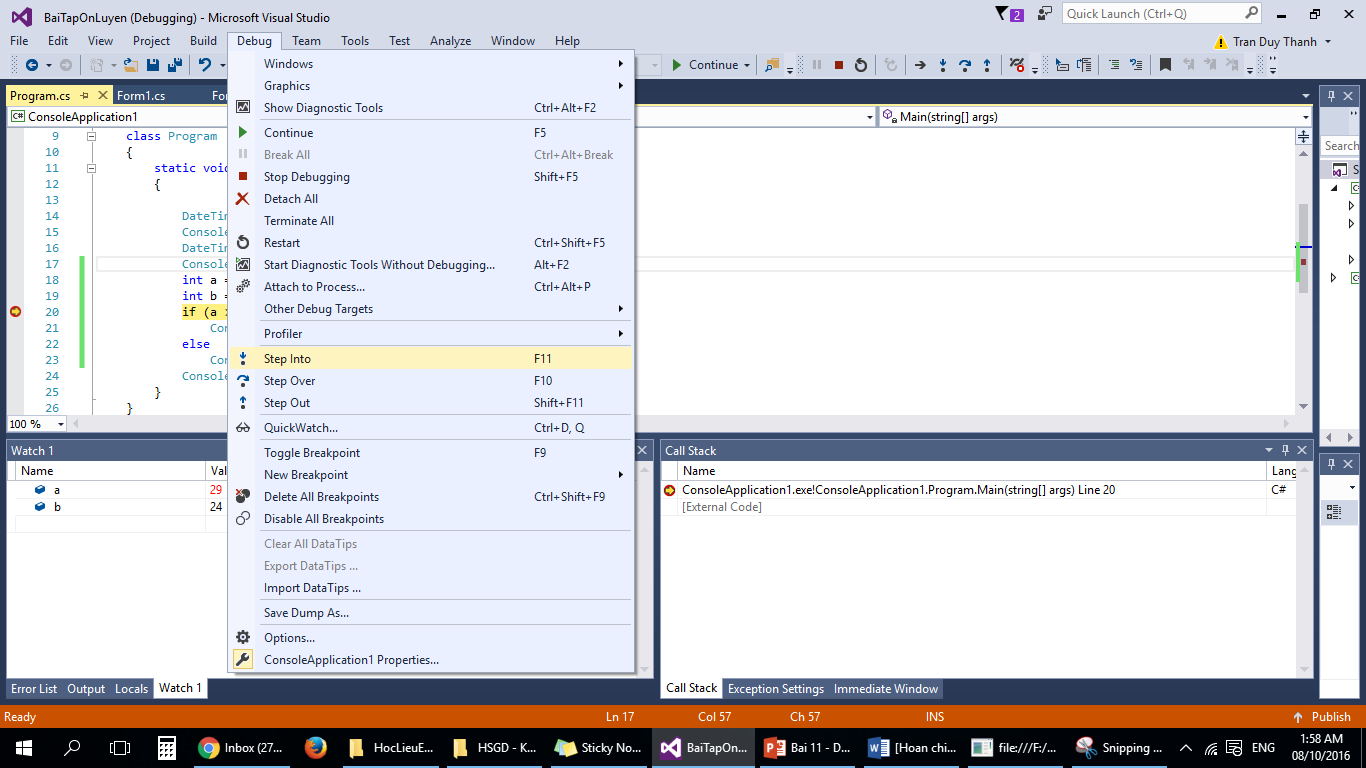 BaiTapOnLuyen (Debugging) - Microsoft Visual Studio
2
Quick Launch (Ctrl+Q)
File Edit View Project Build Debug Team Tools Test Analyze Window Help
Tran Duy Thanh
Continue
Program.cs Form1.cs
C# ConsoleApplication1
Main(string[] args)
Search
9 class Program
10 {
11 static void
12 {
13
14
15
16
17
18 int a =
19 int b =
20 if (a
21
22 else
23
24
25 }
26 }
100 %
Windows
Graphics
Show Diagnostic Tools Ctrl+Alt+F2
Continue F5
Break All Ctrl+Alt+Break
Stop Debugging Shift+F5
Detach All
Terminate All
Restart Ctrl+Shift+F5
Start Diagnostic Tools Without Debugging... Alt+F2
Attach to Process... Ctrl+Alt+P
Other Debug Targets
Profiler
Step Into F11
Step Over F10
Step Out Shift+F11
QuickWatch... Ctrl+D, Q
Toggle Breakpoint F9
New Breakpoint
Delete All Breakpoints Ctrl+Shift+F9
Disable All Breakpoints
Clear All DataTips
Export DataTips ...
Import DataTips ...
Save Dump As...
Options...
ConsoleApplication1 Properties...
Watch 1
Name Val
a 29
b 24
Error List Output Locals Watch 1
Call Stack
Name Lang
ConsoleApplication1.exe!ConsoleApplication1.Program.Main(string[] args) Line 20 C#
[External Code]
Call Stack Exception Settings Immediate Window
Ready Ln 17 Col 57 Ch 57 INS Publish
Inbox (27... HocLieuE... HSGD - K... Sticky No... BaiTapOn... Bai 11 - D... [Hoan chi... file:///F:/... Snipping ... ENG
1:58 AM
08/10/2016